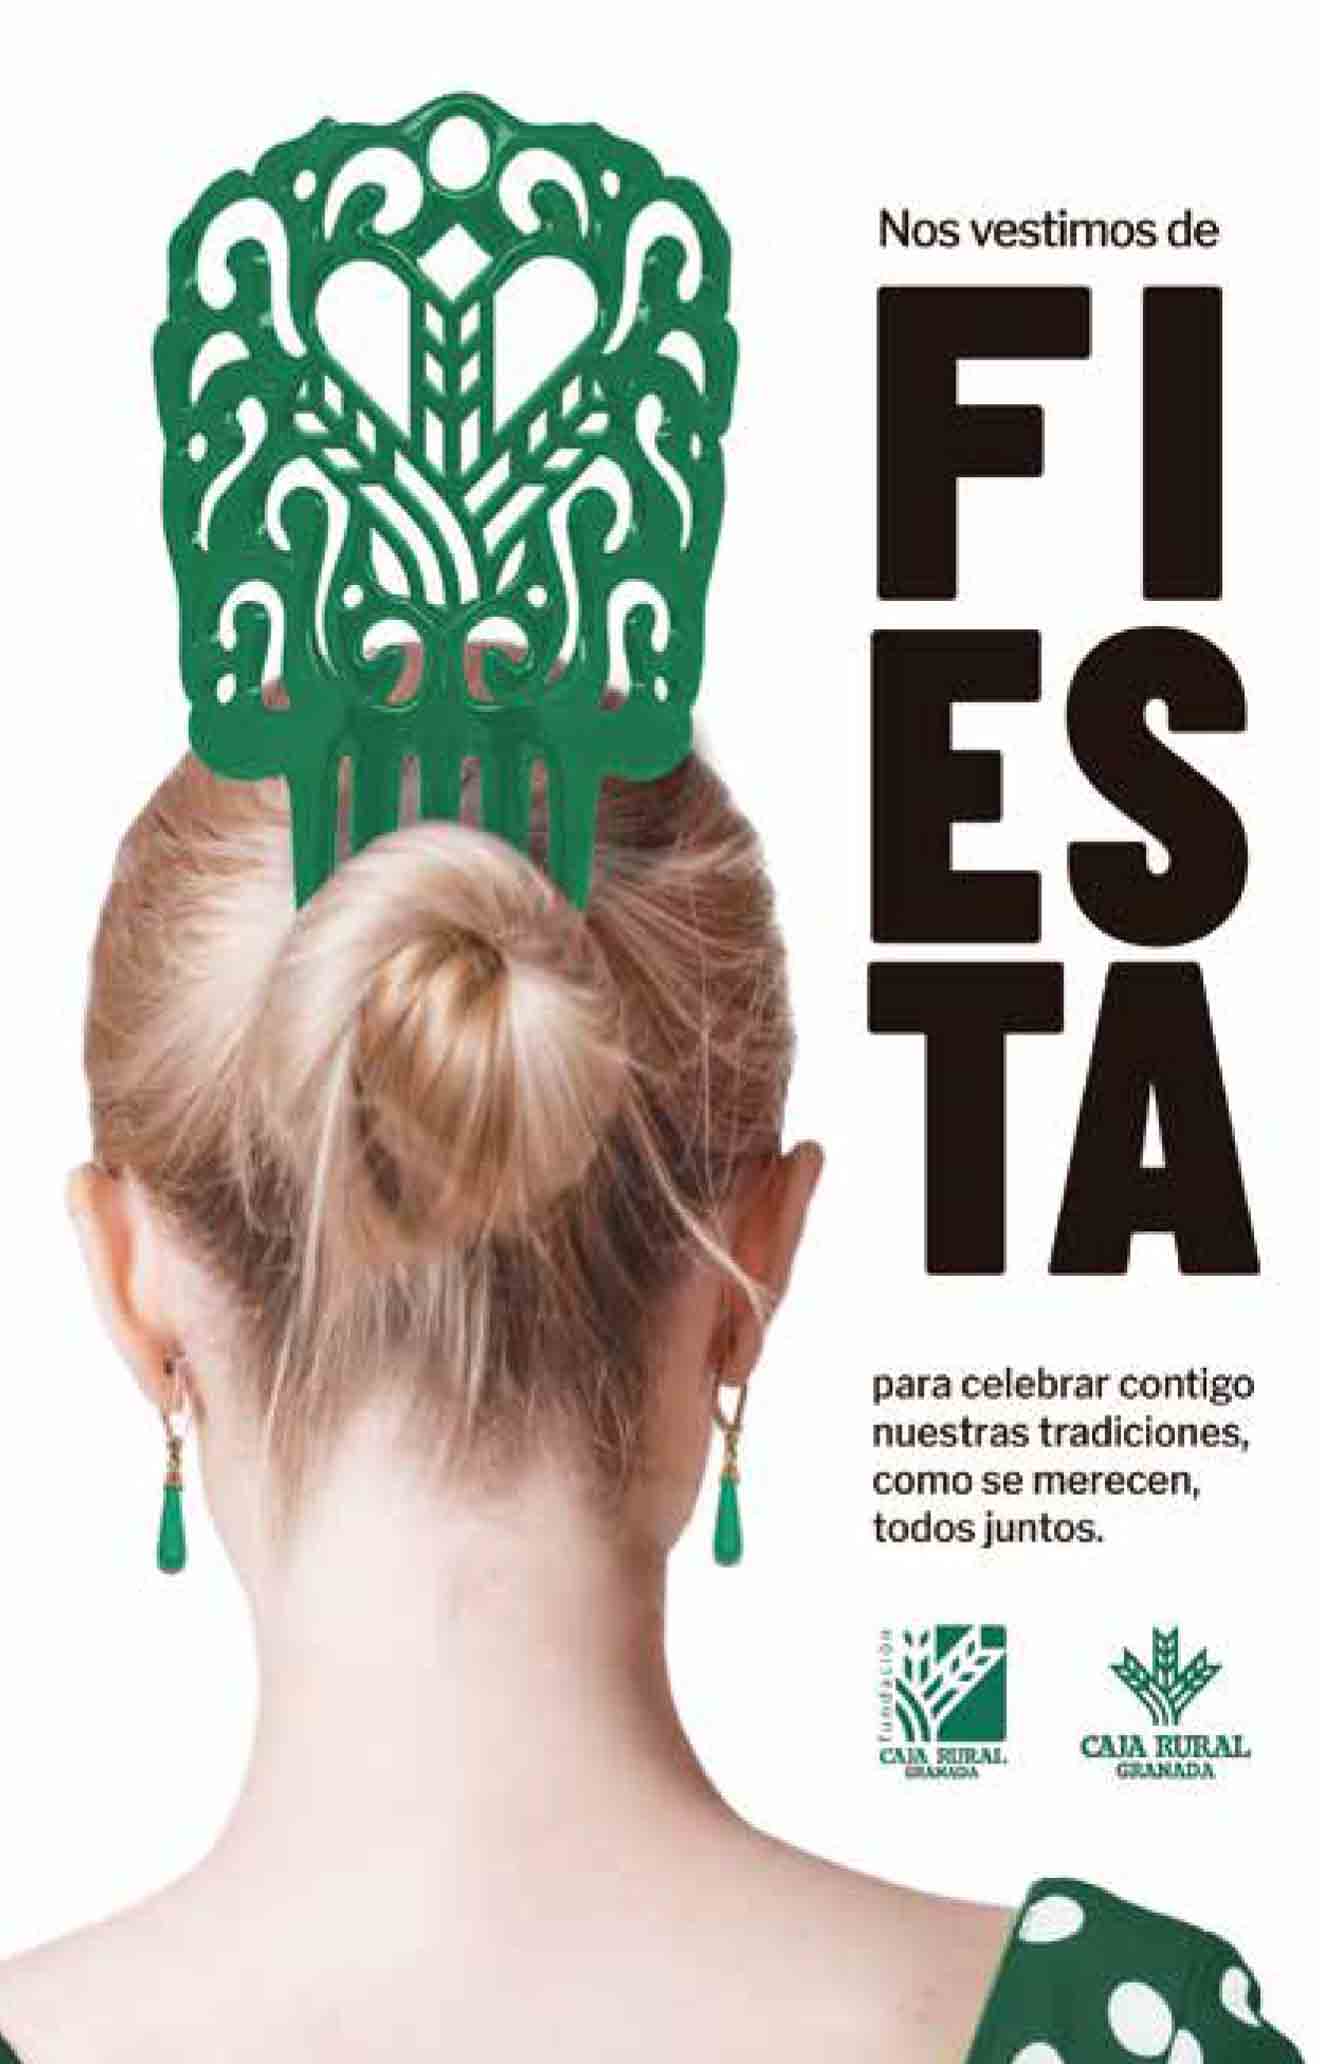 Nos vestimos de
FI
ES
TA
para celebrar contigo
nuestras tradiciones,
como se merecen,
todos juntos.
fundación
CAJA RURAL
GRANADA
CAJA RURAL
GRANADA